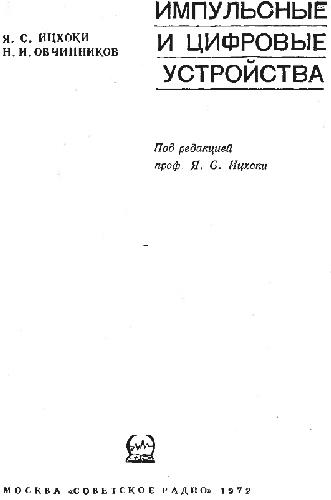 Я. С. ИЦХОКИ
Н. И. ОВЧИННИКОВ
ИМПУЛЬСНЫЕ
И ЦИФРОВЫЕ
УСТРОЙСТВА
Под редакцией
проф. Я. С. Ицхоки
МОСКВА «СОВЕТСКОЕ РАДИО» 1972